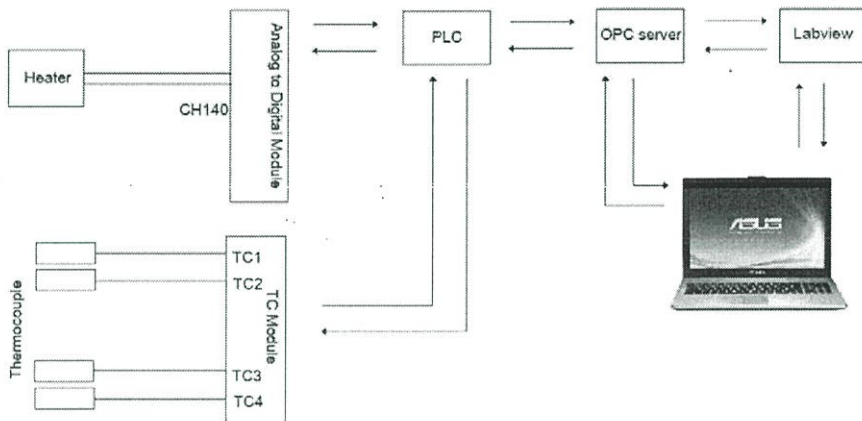 Heater
CH140
Analog to Digital Module
PLC
OPC server
Labview
ASUS
Thermocouple
TC1
TC2
TC Module
TC3
TC4